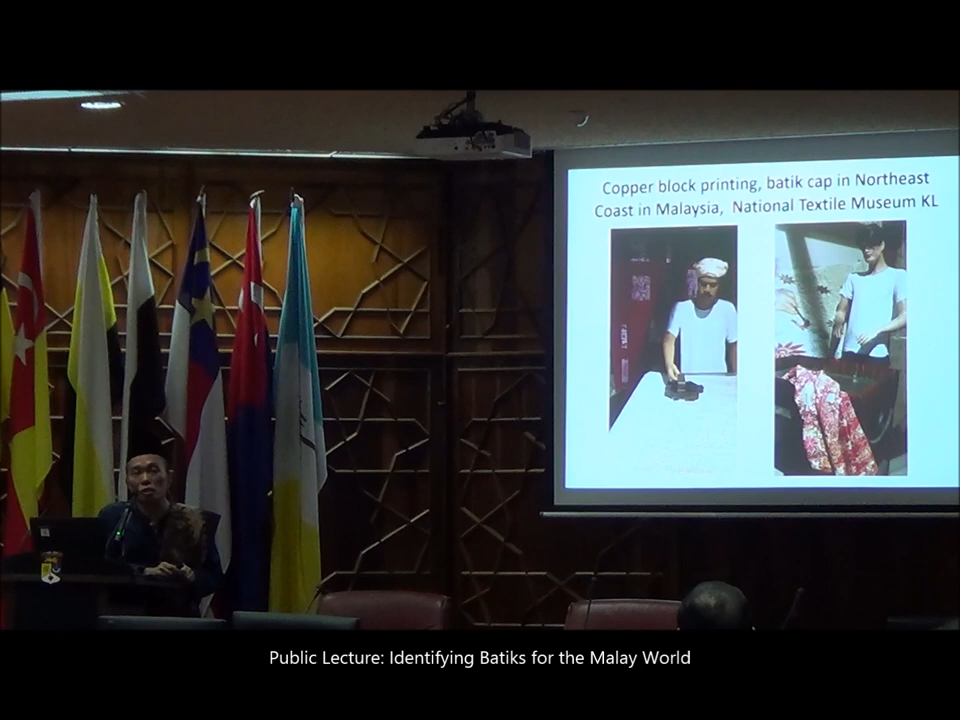 Copper block printing, batik cap in Northeast
Coast in Malaysia, National Textile Museum KL
Public Lecture: Identifying Batiks for the Malay World